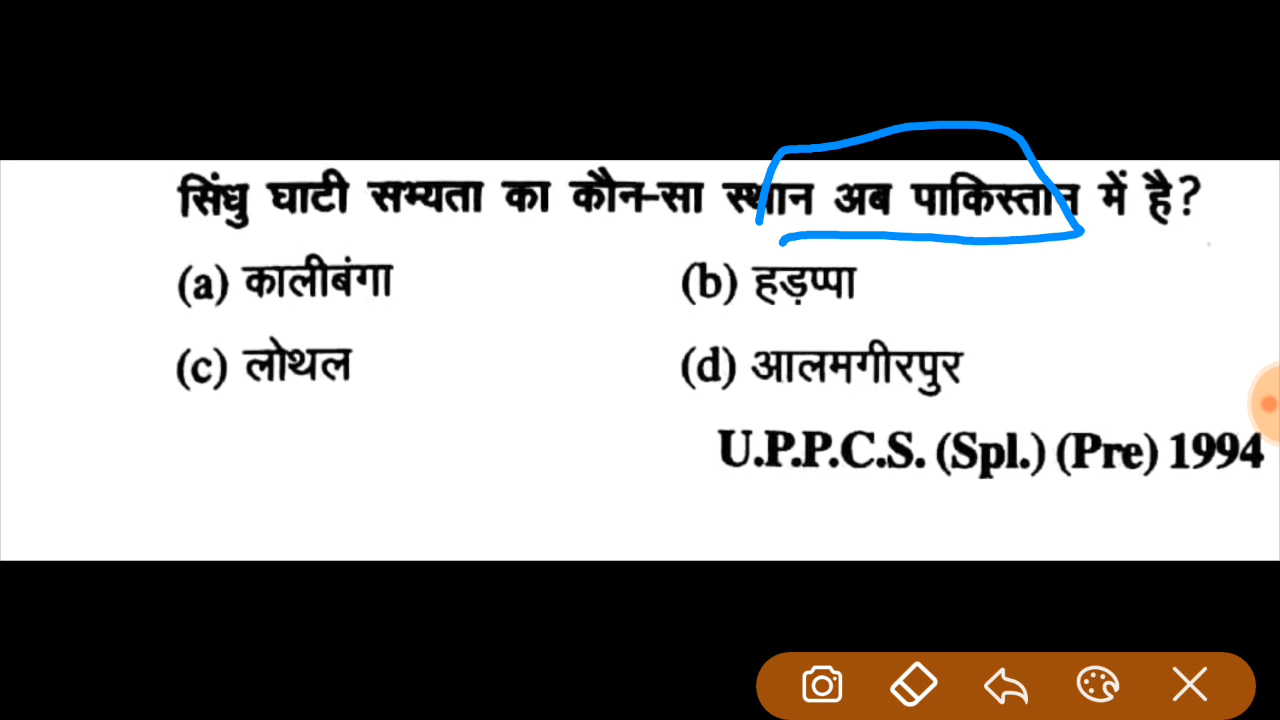 सिंधु घाटी सभ्यता का कौन-सा स्थान अब पाकिस्तान में है?
(a) कालीबंगा (b) हड़प्पा
(c) लोथल (d) आलमगीरपुर
U.P.P.C.S. (Spl.) (Pre) 1994